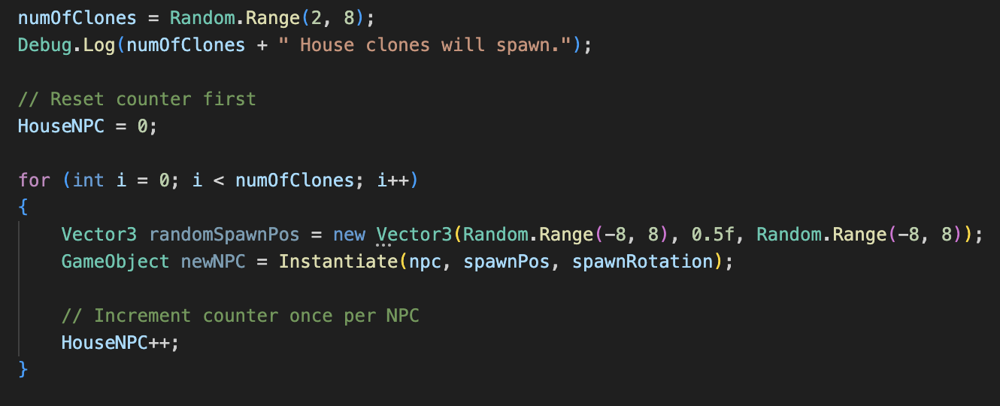 numOfClones = Random.Range(2, 8);
Debug.Log(numOfClones + " House clones will spawn.");
// Reset counter first
HouseNPC = 0;
for (int i = 0; i < numOfClones; i++)
{
    Vector3 randomSpawnPos = new Vector3(Random.Range(-8, 8), 0.5f, Random.Range(-8, 8));
    GameObject newNPC = Instantiate(npc, spawnPos, spawnRotation);
    // Increment counter once per NPC
    HouseNPC++;
}